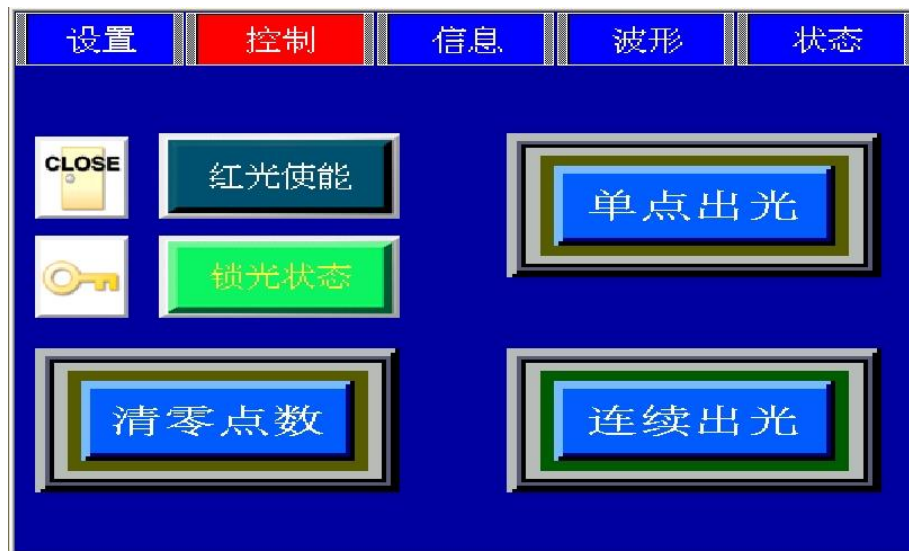 设置 控制 信息 波形 状态
CLOSE 红光使能
单点出光
锁光状态
清零点数
连续出光